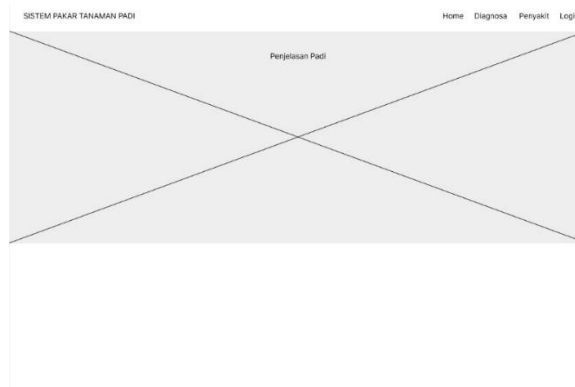 SISTEM PAKAR TANAMAN PADI
Home Diagnosa Penyakit Logi
Penjelasan Padi